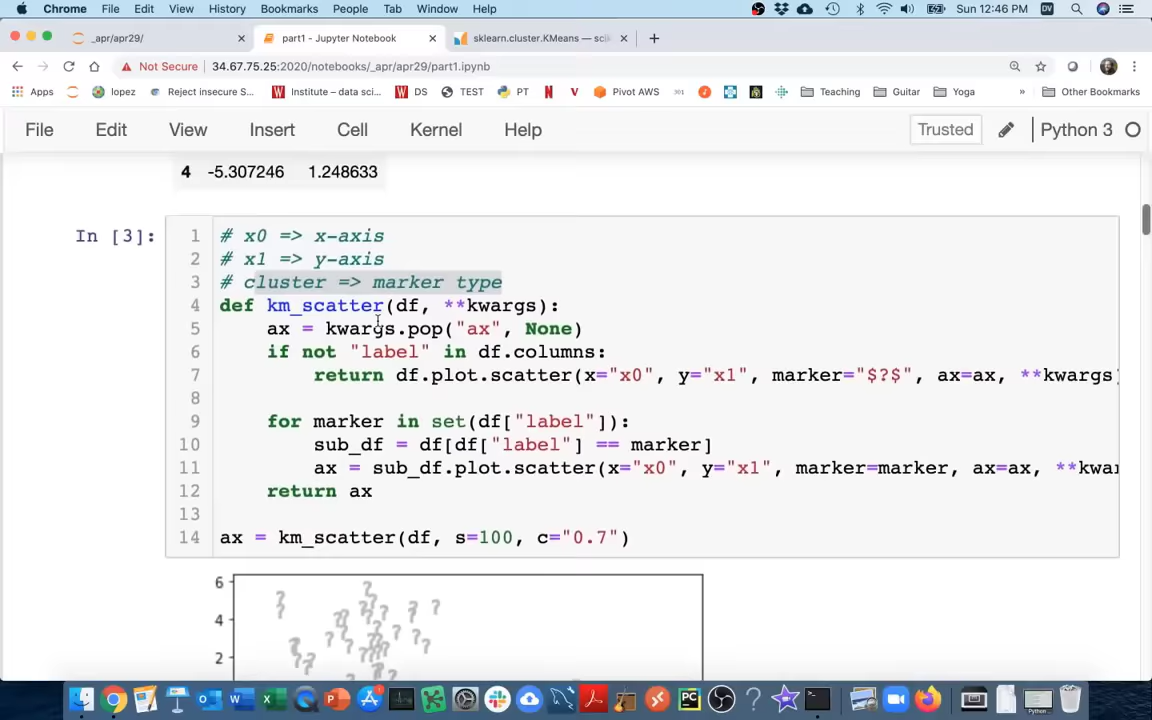 Chrome File Edit View History Bookmarks People Tab Window Help Sun 12:46 PM DV
_apr/apr29/ part1 - Jupyter Notebook sklearn.cluster.KMeans — scik
Not Secure 34.67.75.25:2020/notebooks/_apr/apr29/part1.ipynb
Apps lopez Reject insecure S... Institute – data sci... DS TEST PT Pivot AWS 301 Teaching Guitar Yoga » Other Bookmarks
File Edit View Insert Cell Kernel Help Trusted Python 3
4 -5.307246 1.248633
In [3]:
1 # x0 => x-axis
2 # x1 => y-axis
3 # cluster => marker type
4 def km_scatter(df, **kwargs):
5 ax = kwargs.pop("ax", None)
6 if not "label" in df.columns:
7 return df.plot.scatter(x="x0", y="x1", marker="$?$", ax=ax, **kwargs
8
9 for marker in set(df["label"]):
10 sub_df = df[df["label"] == marker]
11 ax = sub_df.plot.scatter(x="x0", y="x1", marker=marker, ax=ax, **kwar
12 return ax
13
14 ax = km_scatter(df, s=100, c="0.7")
6
4
2